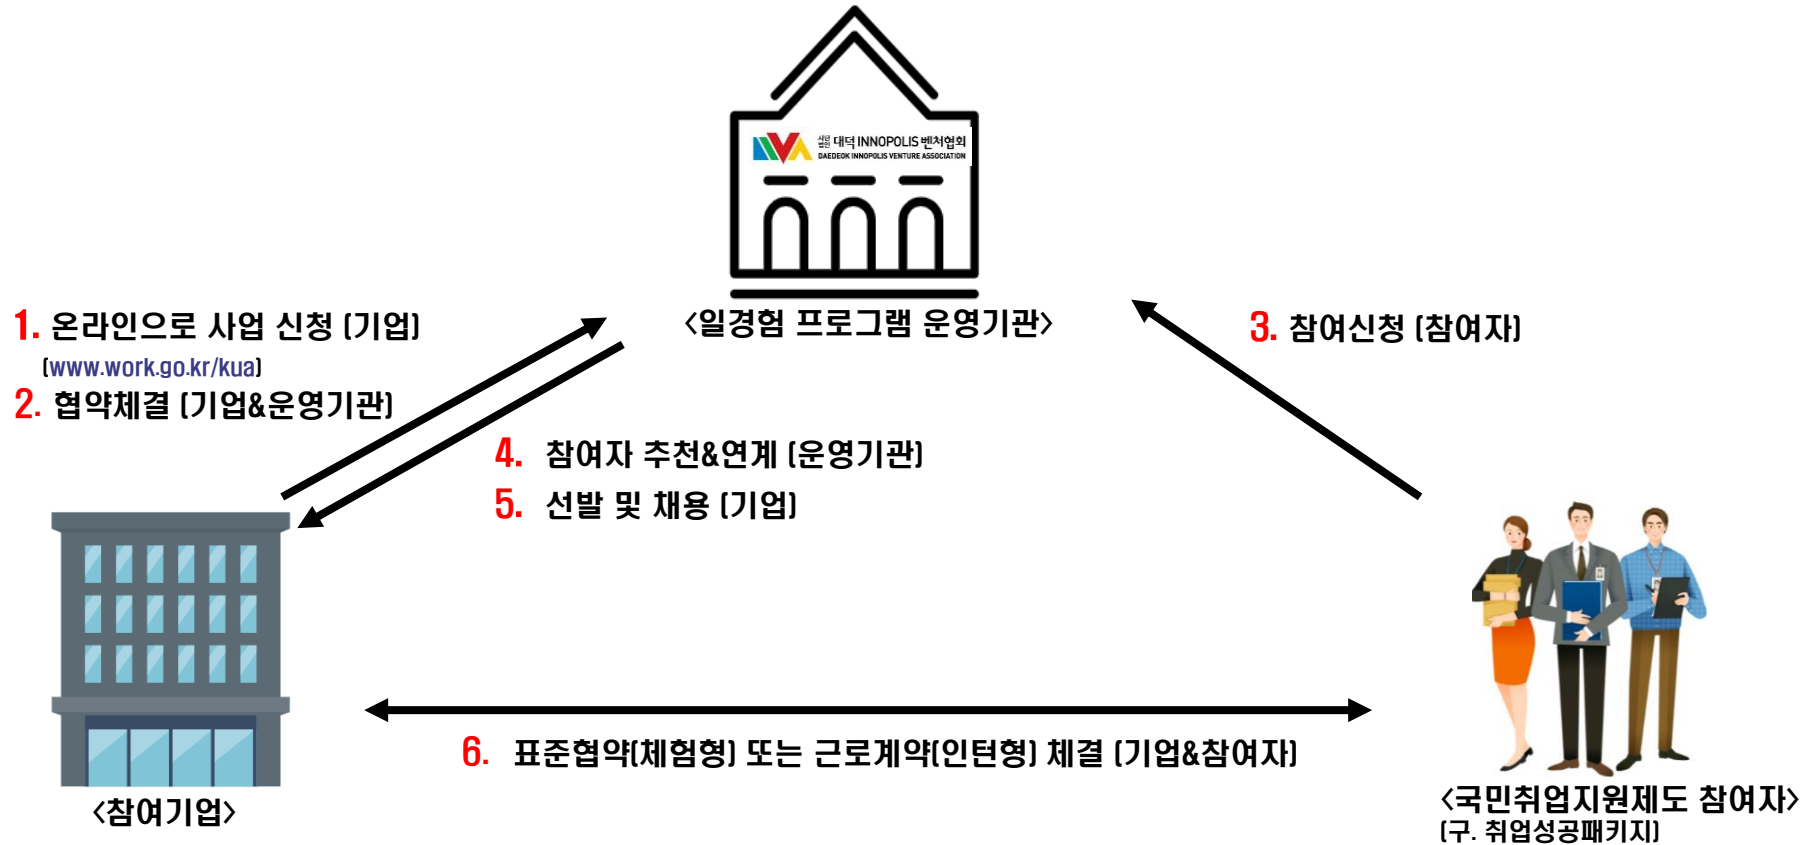 사단법인 대덕 INNOPOLIS 벤처협회
DAEDEOK INNOPOLIS VENTURE ASSOCIATION
<일경험 프로그램 운영기관>
1. 온라인으로 사업 신청 (기업)
(www.work.go.kr/kua)
2. 협약체결 (기업&운영기관)
3. 참여신청 (참여자)
4. 참여자 추천&연계 (운영기관)
5. 선발 및 채용 (기업)
6. 표준협약(체험형) 또는 근로계약(인턴형) 체결 (기업&참여자)
<참여기업>
<국민취업지원제도 참여자>
(구. 취업성공패키지)